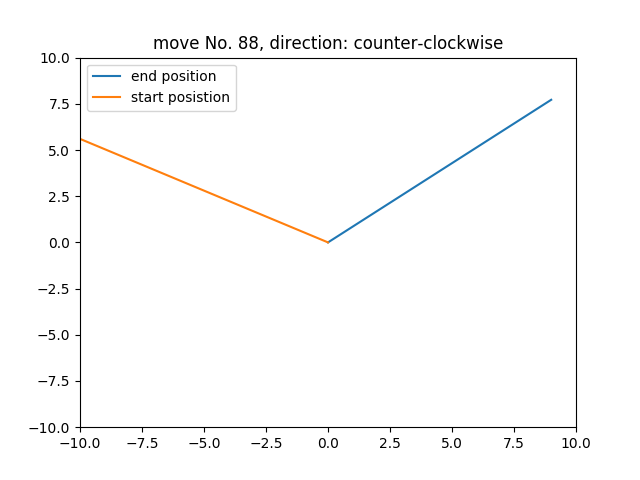 move No. 88, direction: counter-clockwise
end position
start posistion
10.0
7.5
5.0
2.5
0.0
−2.5
−5.0
−7.5
−10.0
−10.0 −7.5 −5.0 −2.5 0.0 2.5 5.0 7.5 10.0